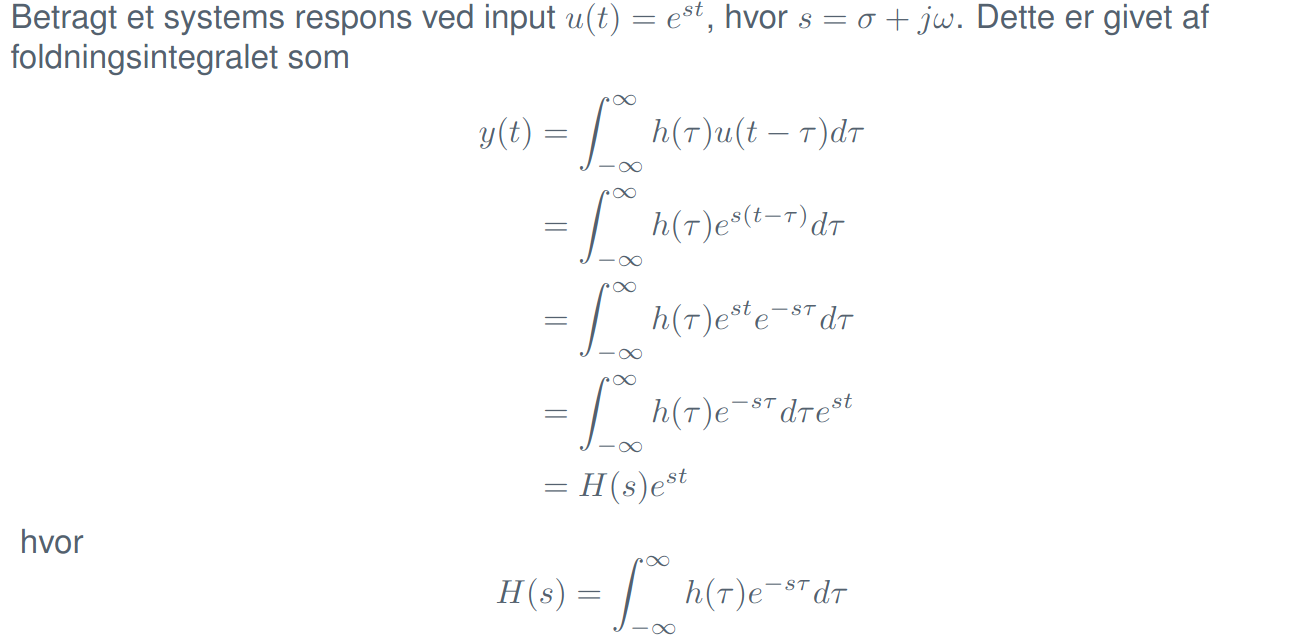 Betragt et systems respons ved input u(t) = e^{st}, hvor s = σ + jω. Dette er givet af
foldningsintegralet som
y(t) = ∫_{−∞}^{∞} h(τ)u(t − τ)dτ
= ∫_{−∞}^{∞} h(τ)e^{s(t−τ)}dτ
= ∫_{−∞}^{∞} h(τ)e^{st}e^{−sτ}dτ
= ∫_{−∞}^{∞} h(τ)e^{−sτ}dτe^{st}
= H(s)e^{st}
hvor
H(s) = ∫_{−∞}^{∞} h(τ)e^{−sτ}dτ